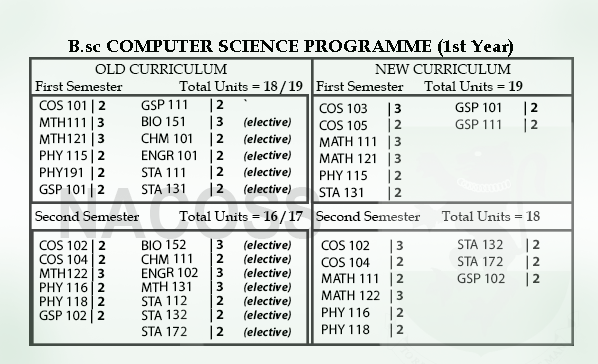 B.sc COMPUTER SCIENCE PROGRAMME (1st Year)
OLD CURRICULUM
First Semester Total Units = 18/19
COS 101 | 2 GSP 111 | 2
MTH111 | 3 BIO 151 | 3 (elective)
MTH121 | 3 CHM 101 | 2 (elective)
PHY 115 | 2 ENGR 101 | 2 (elective)
PHY191 | 2 STA 111 | 2 (elective)
GSP 101 | 2 STA 131 | 2 (elective)
Second Semester Total Units = 16/17
COS 102 | 2 BIO 152 | 3 (elective)
COS 104 | 2 CHM 111 | 2 (elective)
MTH122 | 3 ENGR 102 | 3 (elective)
PHY 116 | 2 MTH 131 | 3 (elective)
PHY 118 | 2 STA 112 | 2 (elective)
GSP 102 | 2 STA 132 | 2 (elective)
STA 172 | 2 (elective)
NEW CURRICULUM
First Semester Total Units = 19
COS 103 | 3 GSP 101 | 2
COS 105 | 2 GSP 111 | 2
MATH 111 | 3
MATH 121 | 3
PHY 115 | 2
STA 131 | 2
Second Semester Total Units = 18
COS 102 | 3 STA 132 | 2
COS 104 | 2 STA 172 | 2
MATH 111 | 2 GSP 102 | 2
MATH 122 | 3
PHY 116 | 2
PHY 118 | 2
NACOSS